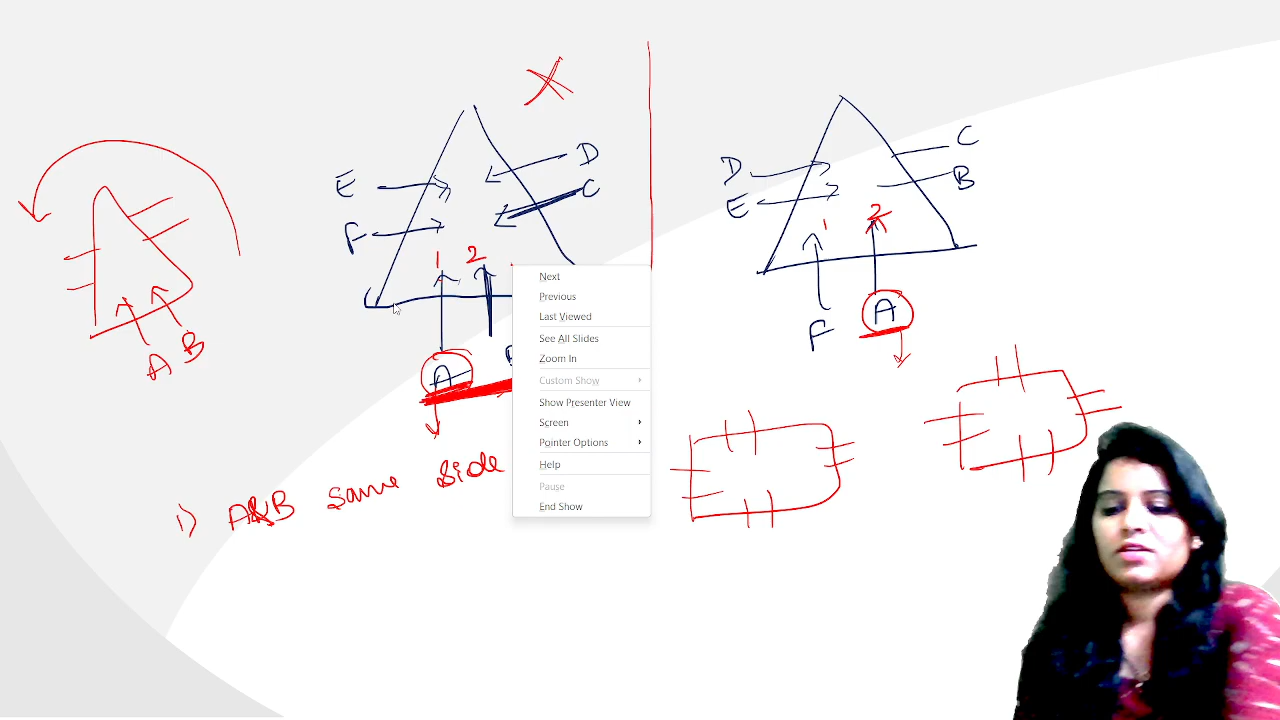 D
E
C
F
1
2
A
D
C
E
B
1
2
F
A
A B
1) A&B same side
Next
Previous
Last Viewed
See All Slides
Zoom In
Custom Show
Show Presenter View
Screen
Pointer Options
Help
Pause
End Show